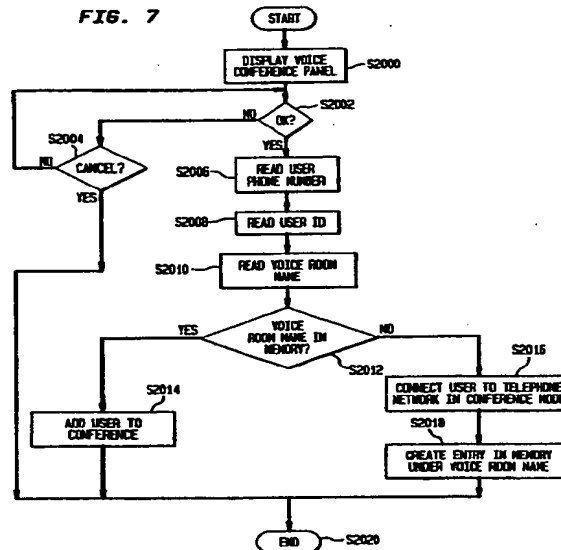 FIG. 7
START
DISPLAY VOICE
CONFERENCE PANEL
S2000
S2002
OK?
NO
YES
S2004
CANCEL?
NO
YES
S2006
READ USER
PHONE NUMBER
S2008
READ USER ID
S2010
READ VOICE ROOM
NAME
YES
VOICE
ROOM NAME IN
MEMORY?
NO
S2012
S2014
ADD USER TO
CONFERENCE
S2016
CONNECT USER TO TELEPHONE
NETWORK IN CONFERENCE MODE
S2018
CREATE ENTRY IN MEMORY
UNDER VOICE ROOM NAME
END
S2020